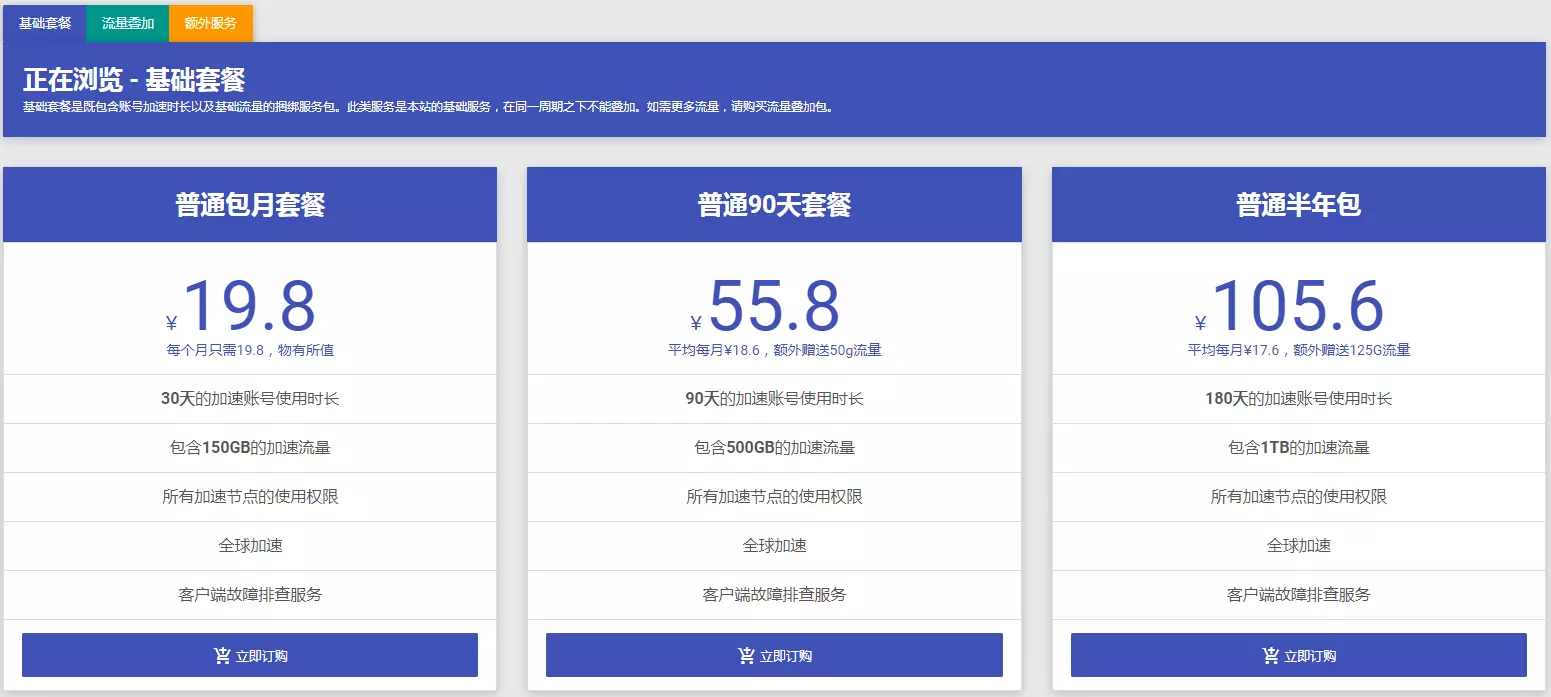 基础套餐
流量叠加
额外服务
正在浏览 - 基础套餐
基础套餐是既包含账号加速时长以及基础流量的捆绑服务包。此类服务是本站的基础服务，在同一周期之下不能叠加。如需更多流量，请购买流量叠加包。
普通包月套餐
¥19.8
每个月只需19.8，物有所值
30天的加速账号使用时长
包含150GB的加速流量
所有加速节点的使用权限
全球加速
客户端故障排查服务
立即订购
普通90天套餐
¥55.8
平均每月¥18.6，额外赠送50g流量
90天的加速账号使用时长
包含500GB的加速流量
所有加速节点的使用权限
全球加速
客户端故障排查服务
立即订购
普通半年包
¥105.6
平均每月¥17.6，额外赠送125G流量
180天的加速账号使用时长
包含1TB的加速流量
所有加速节点的使用权限
全球加速
客户端故障排查服务
立即订购